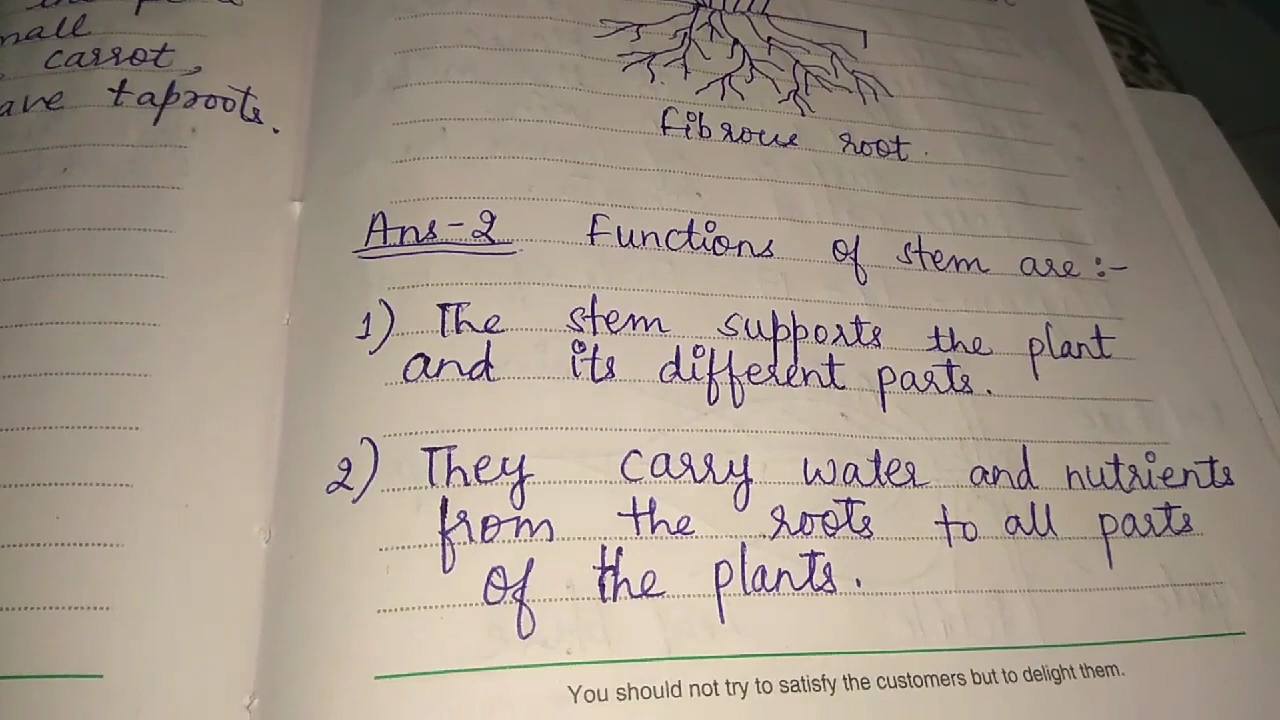 mall
carrot,
ave taproots.
fibrous root.
Ans-2 Functions of stem are :-
1) The stem supports the plant
and its different parts.
2) They carry water and nutrients
from the roots to all parts
of the plants.
You should not try to satisfy the customers but to delight them.